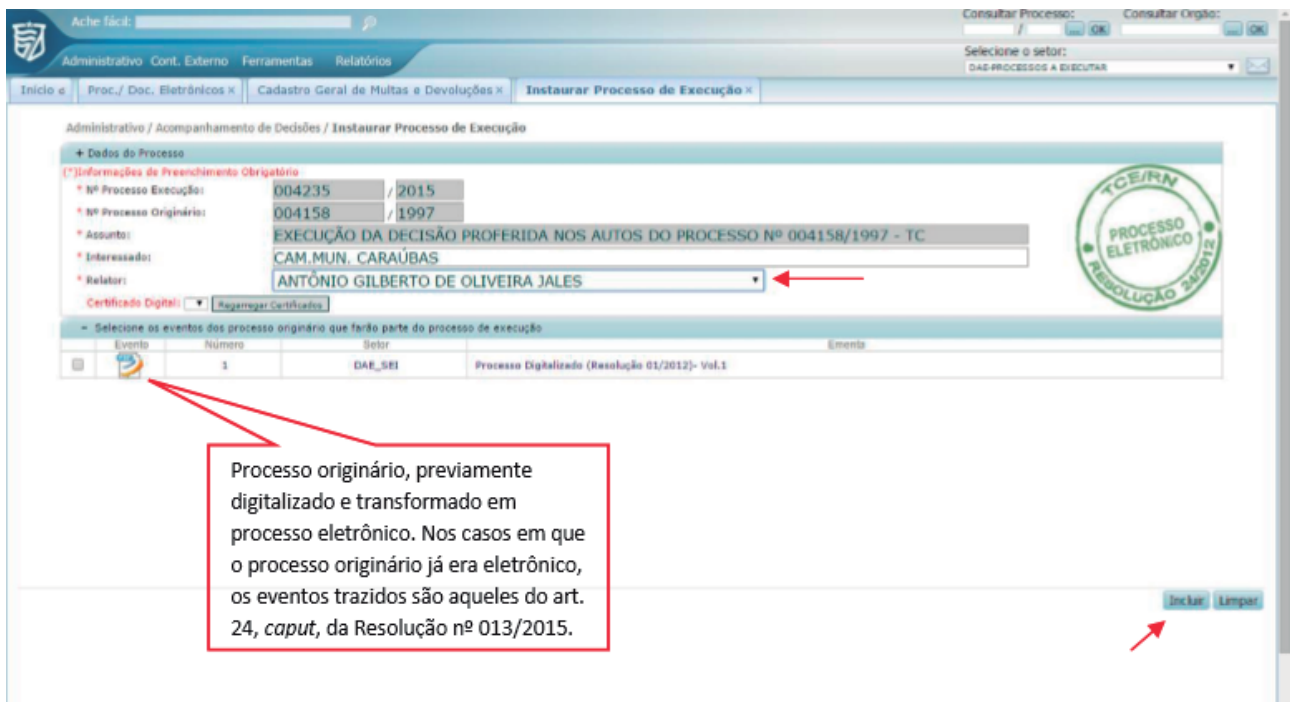 Ache fácil:
Consultar Processo: Consultar Orgão:
/ ... OK ... OK
Administrativo Cont. Externo Ferramentas Relatórios
Selecione o setor:
DAE-PROCESSOS A EXECUTAR
Inicio Proc./ Doc. Eletrônicos x Cadastro Geral de Multas e Devoluções x Instaurar Processo de Execução x
Administrativo / Acompanhamento de Decisões / Instaurar Processo de Execução
+ Dados do Processo
(*)Informações de Preenchimento Obrigatório
* Nº Processo Execução: 004235 / 2015
* Nº Processo Originário: 004158 / 1997
* Assunto: EXECUÇÃO DA DECISÃO PROFERIDA NOS AUTOS DO PROCESSO Nº 004158/1997 - TC
* Interessado: CAM.MUN. CARAÚBAS
* Relator: ANTÔNIO GILBERTO DE OLIVEIRA JALES
Certificado Digital: Regarregar Certificados
TCE/RN
PROCESSO
ELETRÔNICO
RESOLUÇÃO 24/2012
- Selecione os eventos dos processo originário que farão parte do processo de execução
Evento Número Setor Ementa
1 DAE_SEI Processo Digitalizado (Resolução 01/2012)- Vol.1
Processo originário, previamente
digitalizado e transformado em
processo eletrônico. Nos casos em que
o processo originário já era eletrônico,
os eventos trazidos são aqueles do art.
24, caput, da Resolução nº 013/2015.
Incluir Limpar